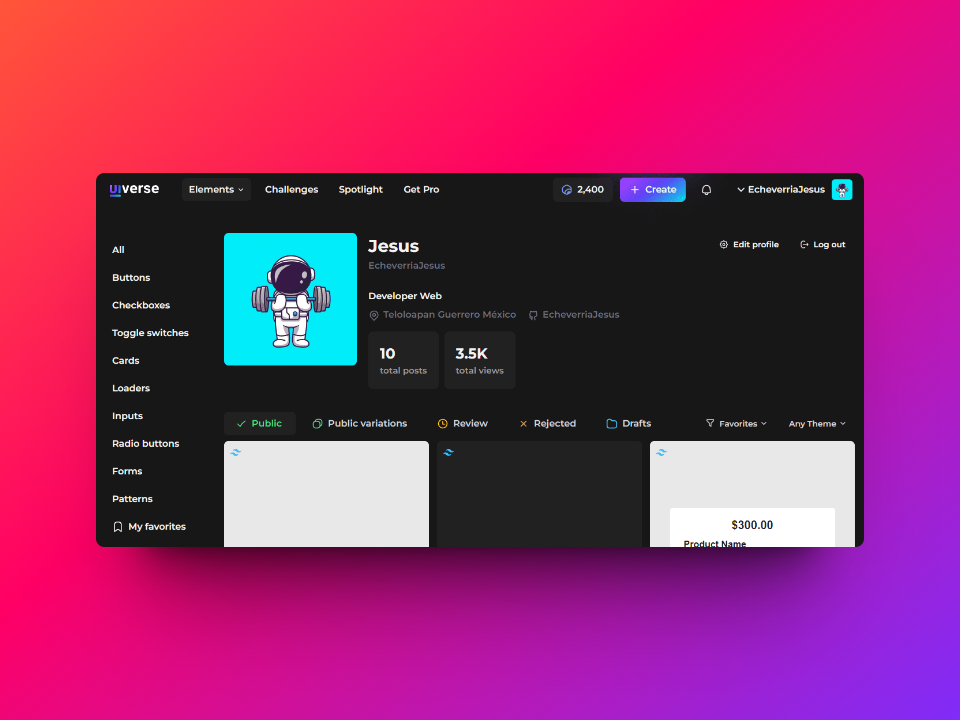 uiverse Elements Challenges Spotlight Get Pro 2,400 + Create EcheverriaJesus
All
Buttons
Checkboxes
Toggle switches
Cards
Loaders
Inputs
Radio buttons
Forms
Patterns
My favorites
Jesus
EcheverriaJesus
Edit profile Log out
Developer Web
Teloloapan Guerrero México EcheverriaJesus
10 3.5K
total posts total views
Public Public variations Review Rejected Drafts Favorites Any Theme
$300.00
Product Name